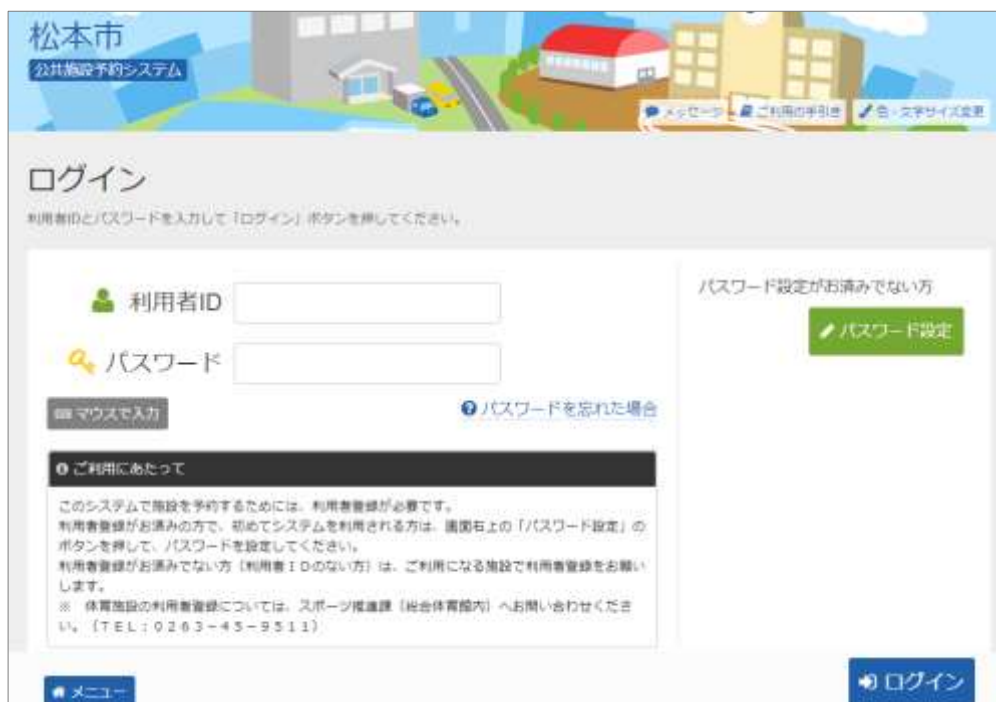 松本市
公共施設予約システム
メッセージ
ご利用の手引き
色・文字サイズ変更
ログイン
利用者IDとパスワードを入力して「ログイン」ボタンを押してください。
利用者ID
パスワード
マウスで入力
パスワードを忘れた場合
パスワード設定がお済みでない方
パスワード設定
ご利用にあたって
このシステムで施設を予約するためには、利用者登録が必要です。
利用者登録がお済みの方で、初めてシステムを利用される方は、画面右上の「パスワード設定」の
ボタンを押して、パスワードを設定してください。
利用者登録がお済みでない方（利用者ＩＤのない方）は、ご利用になる施設で利用者登録をお願い
します。
※　体育施設の利用者登録については、スポーツ推進課（総合体育館内）へお問い合わせくださ
い。（ＴＥＬ：０２６３－４５－９５１１）
メニュー
ログイン